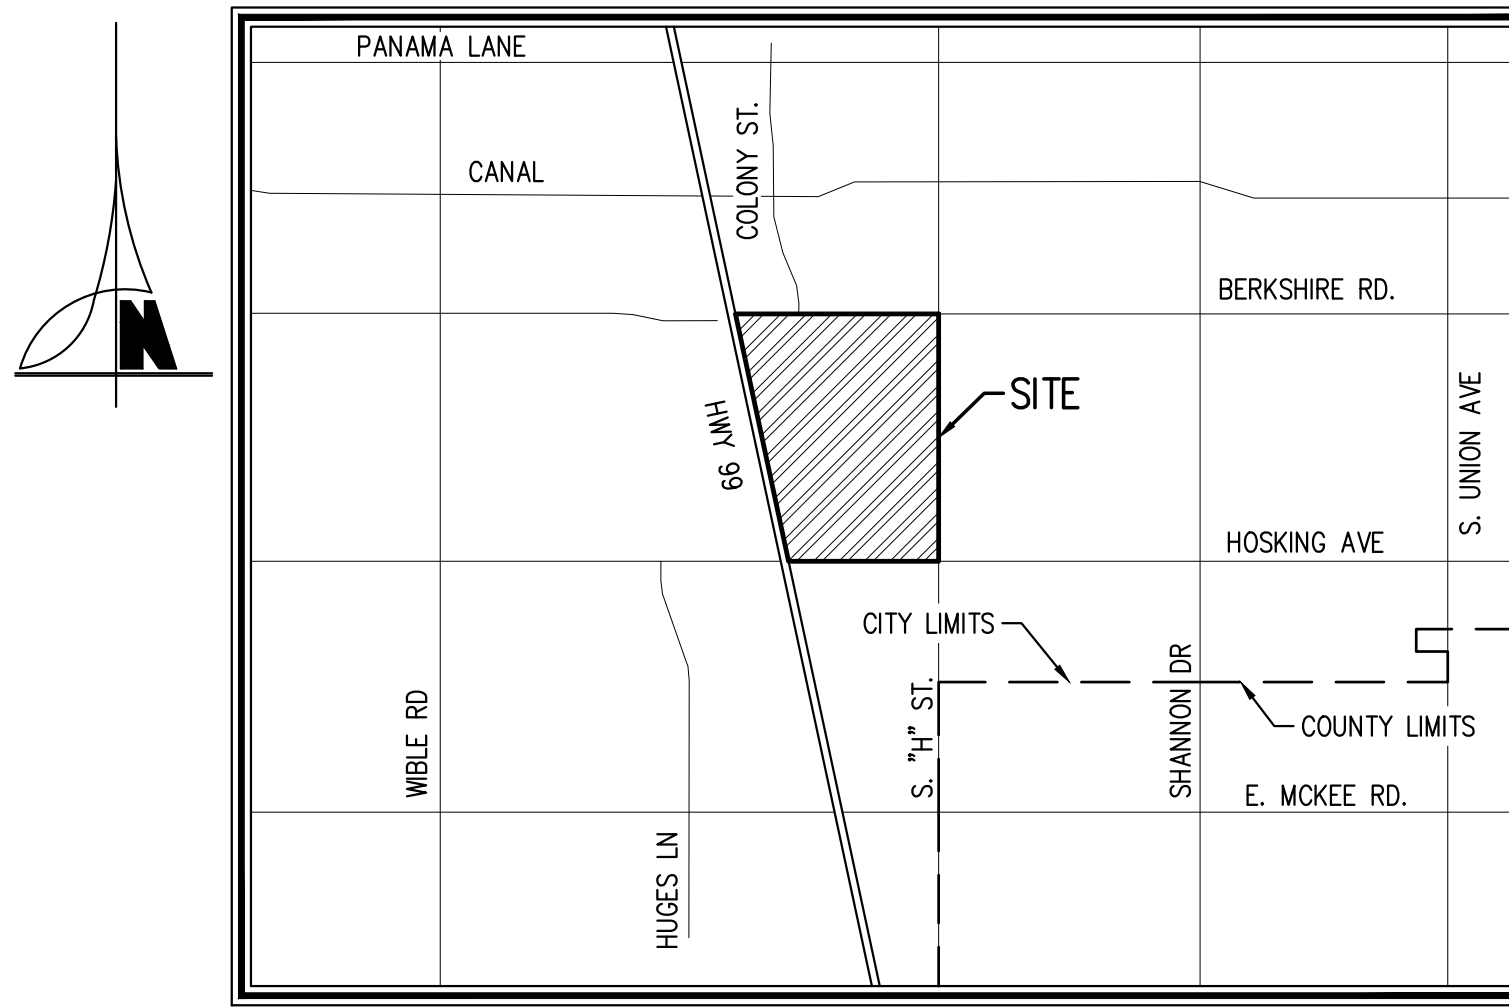 PANAMA LANE
CANAL
COLONY ST.
BERKSHIRE RD.
N
SITE
HWY 99
S. UNION AVE
HOSKING AVE
CITY LIMITS
S. "H" ST.
SHANNON DR
COUNTY LIMITS
WIBLE RD
E. MCKEE RD.
HUGES LN